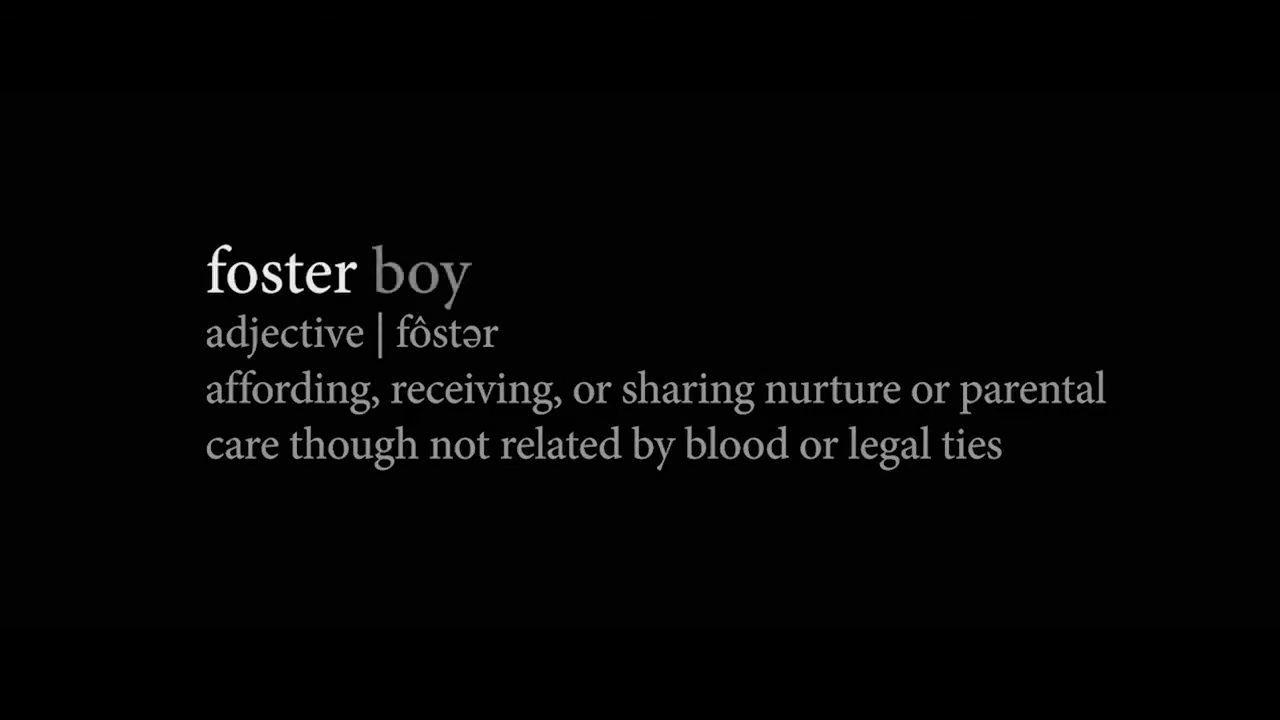 foster boy
adjective | fôstər
affording, receiving, or sharing nurture or parental
care though not related by blood or legal ties